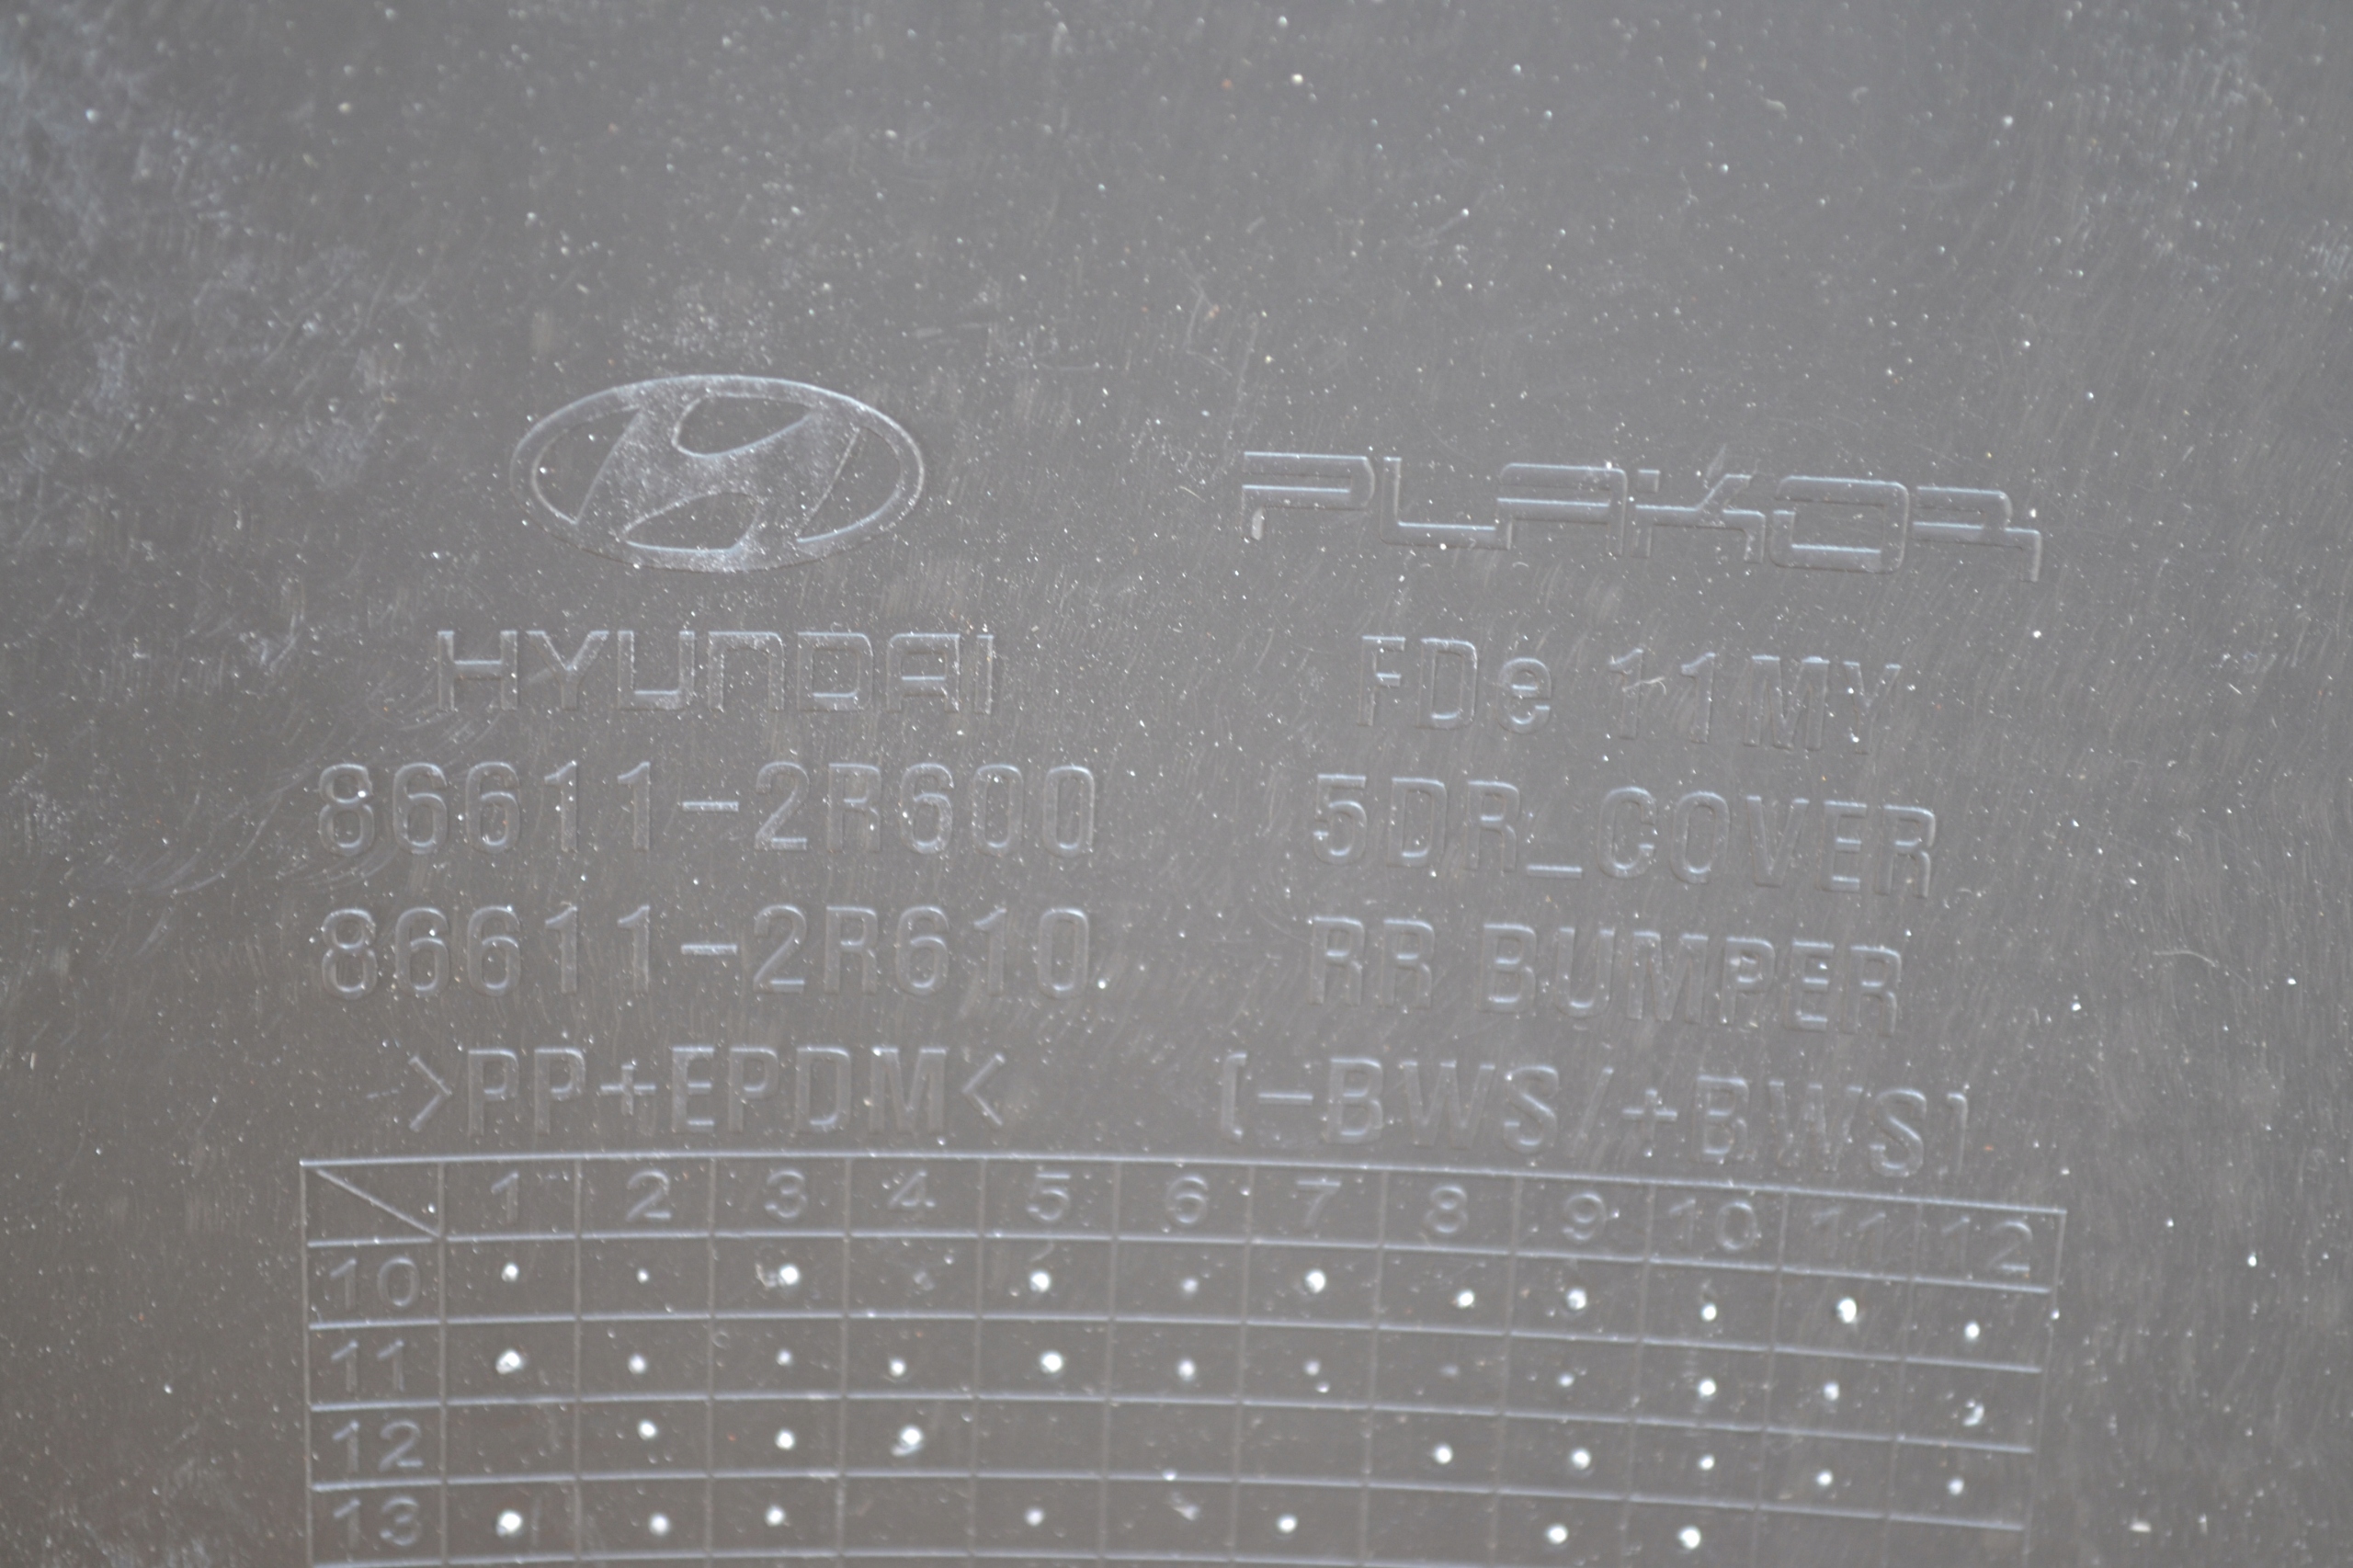 HYUNDAI
86611-2R600
86611-2R610
>PP+EPDM<
PLAKOR
FDe 11MY
5DR_COVER
RR BUMPER
(-BWS/+BWS)
1 2 3 4 5 6 7 8 9 10 11 12
10
11
12
13